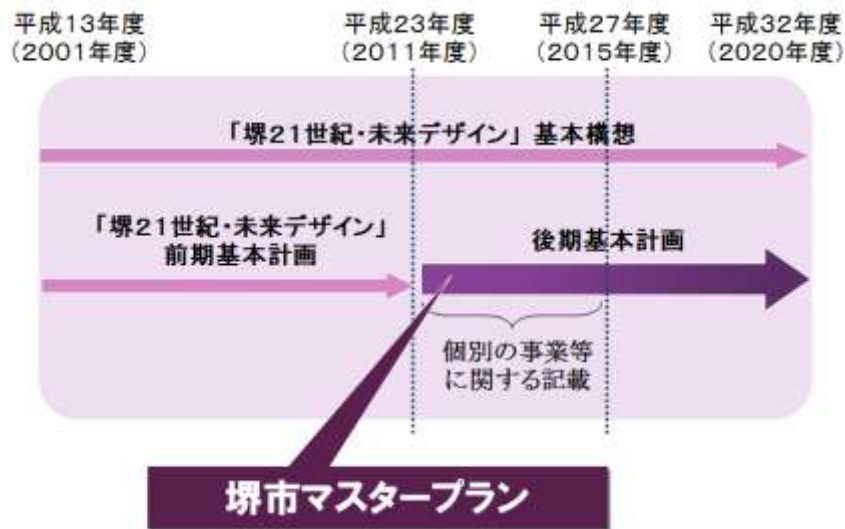 平成13年度
（2001年度）
平成23年度
（2011年度）
平成27年度
（2015年度）
平成32年度
（2020年度）
「堺21世紀・未来デザイン」基本構想
「堺21世紀・未来デザイン」
前期基本計画
後期基本計画
個別の事業等
に関する記載
堺市マスタープラン